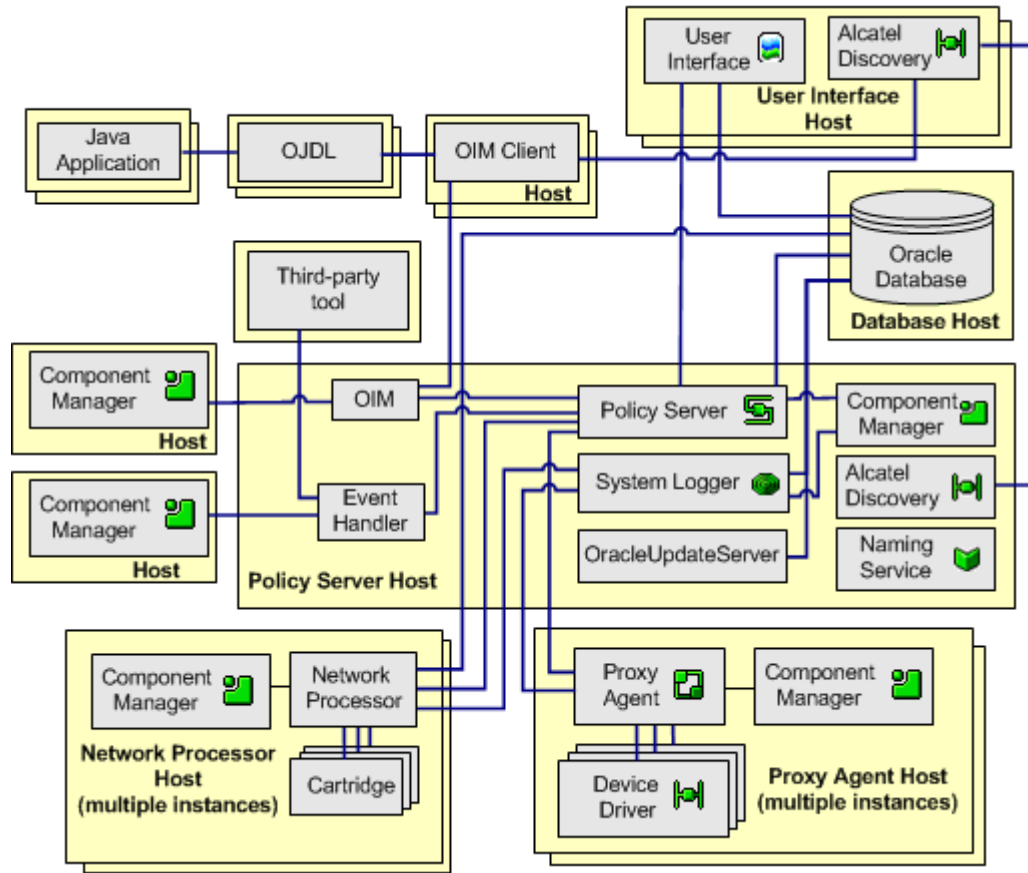 User
Interface
Alcatel
Discovery
User Interface
Host
Java
Application
OJDL
OIM Client
Host
Oracle
Database
Database Host
Third-party
tool
Component
Manager
Host
OIM
Policy Server
Component
Manager
Component
Manager
Host
Event
Handler
System Logger
Alcatel
Discovery
OracleUpdateServer
Naming
Service
Policy Server Host
Component
Manager
Network
Processor
Cartridge
Network Processor
Host
(multiple instances)
Proxy
Agent
Component
Manager
Device
Driver
Proxy Agent Host
(multiple instances)